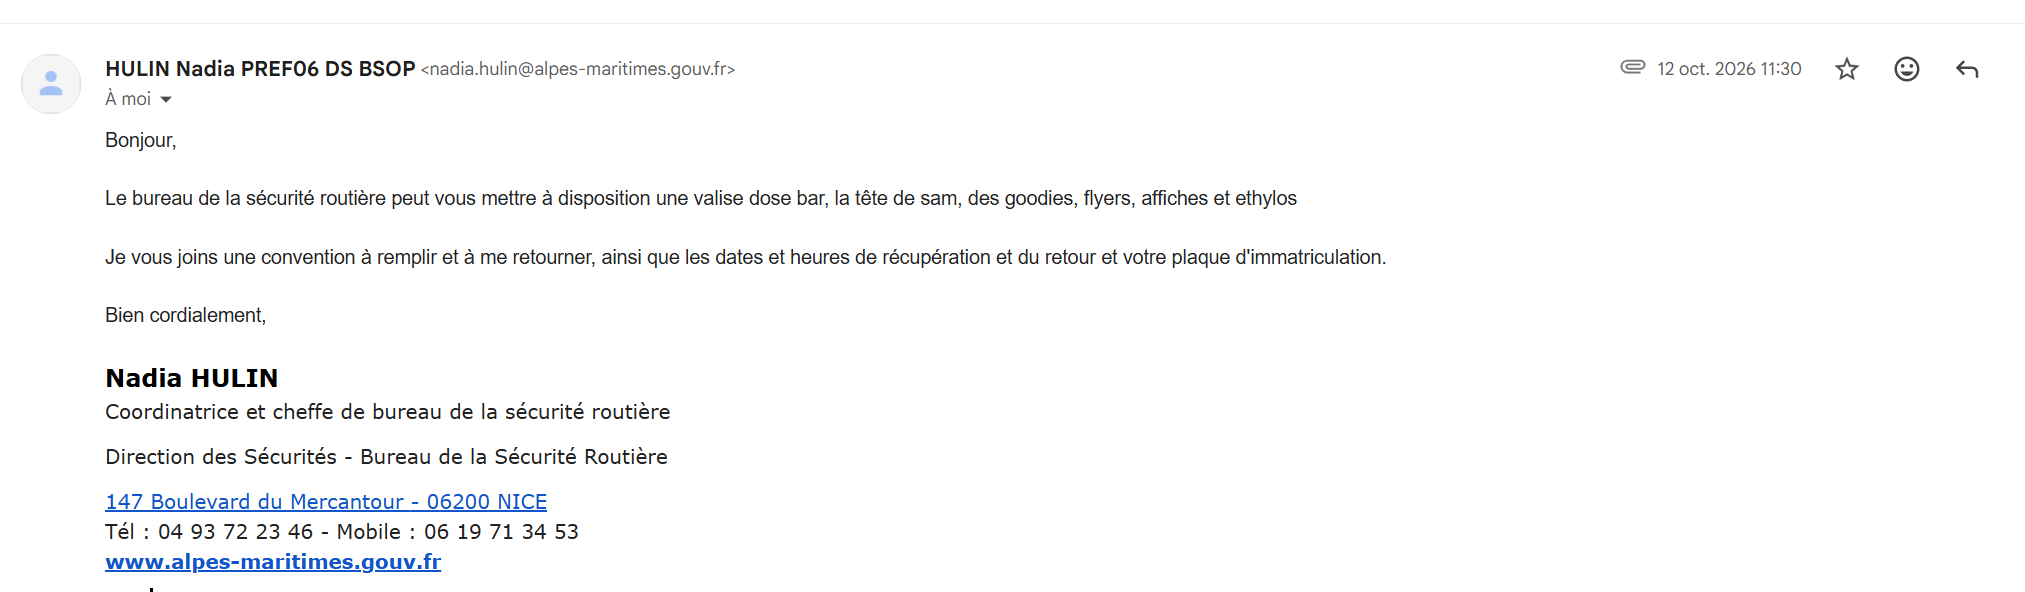 HULIN Nadia PREF06 DS BSOP <nadia.hulin@alpes-maritimes.gouv.fr>
12 oct. 2026 11:30
À moi
Bonjour,
Le bureau de la sécurité routière peut vous mettre à disposition une valise dose bar, la tête de sam, des goodies, flyers, affiches et ethylos
Je vous joins une convention à remplir et à me retourner, ainsi que les dates et heures de récupération et du retour et votre plaque d'immatriculation.
Bien cordialement,
Nadia HULIN
Coordinatrice et cheffe de bureau de la sécurité routière
Direction des Sécurités - Bureau de la Sécurité Routière
147 Boulevard du Mercantour - 06200 NICE
Tél : 04 93 72 23 46 - Mobile : 06 19 71 34 53
www.alpes-maritimes.gouv.fr